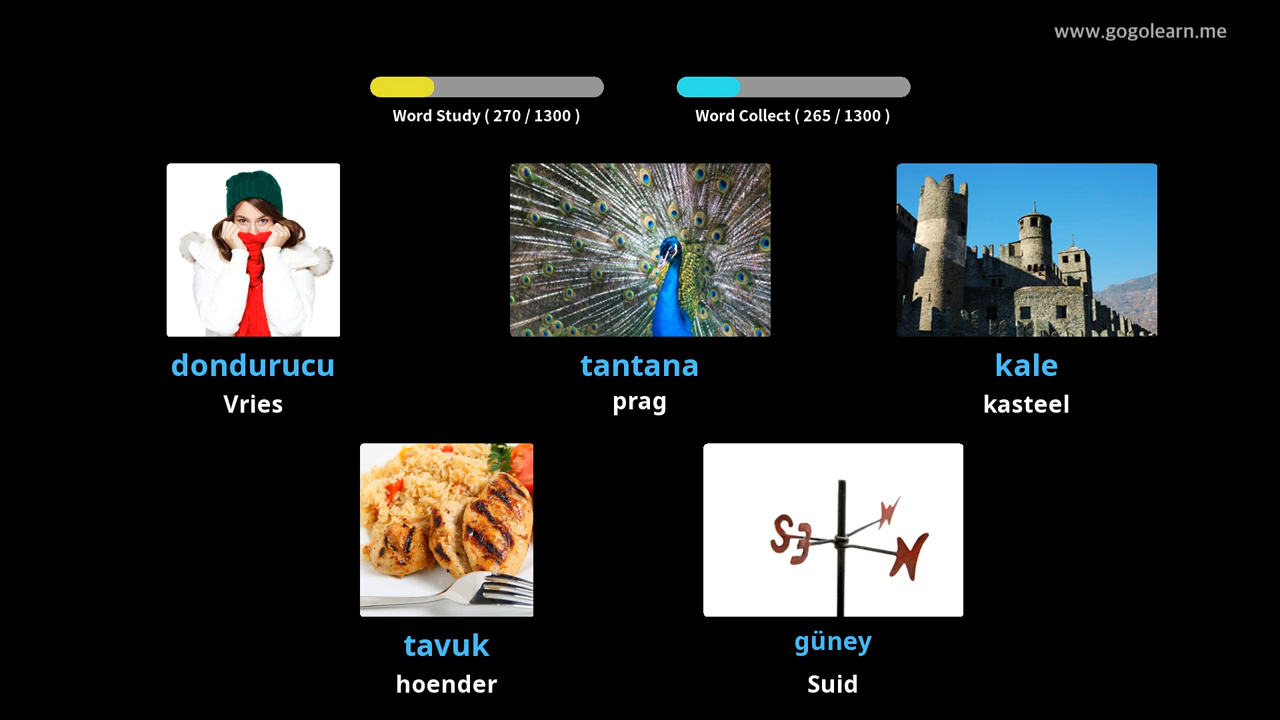 www.gogolearn.me
Word Study ( 270 / 1300 )
Word Collect ( 265 / 1300 )
dondurucu
Vries
tantana
prag
kale
kasteel
tavuk
hoender
güney
Suid